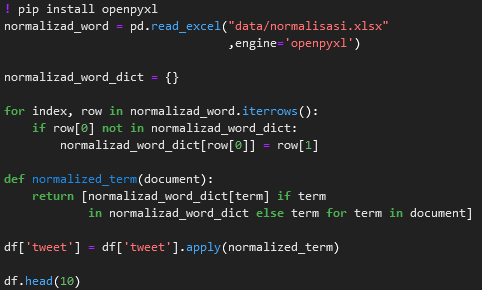 ! pip install openpyxl
normalizad_word = pd.read_excel("data/normalisasi.xlsx"
                                ,engine='openpyxl')

normalizad_word_dict = {}

for index, row in normalizad_word.iterrows():
    if row[0] not in normalizad_word_dict:
        normalizad_word_dict[row[0]] = row[1]

def normalized_term(document):
    return [normalizad_word_dict[term] if term
            in normalizad_word_dict else term for term in document]

df['tweet'] = df['tweet'].apply(normalized_term)

df.head(10)